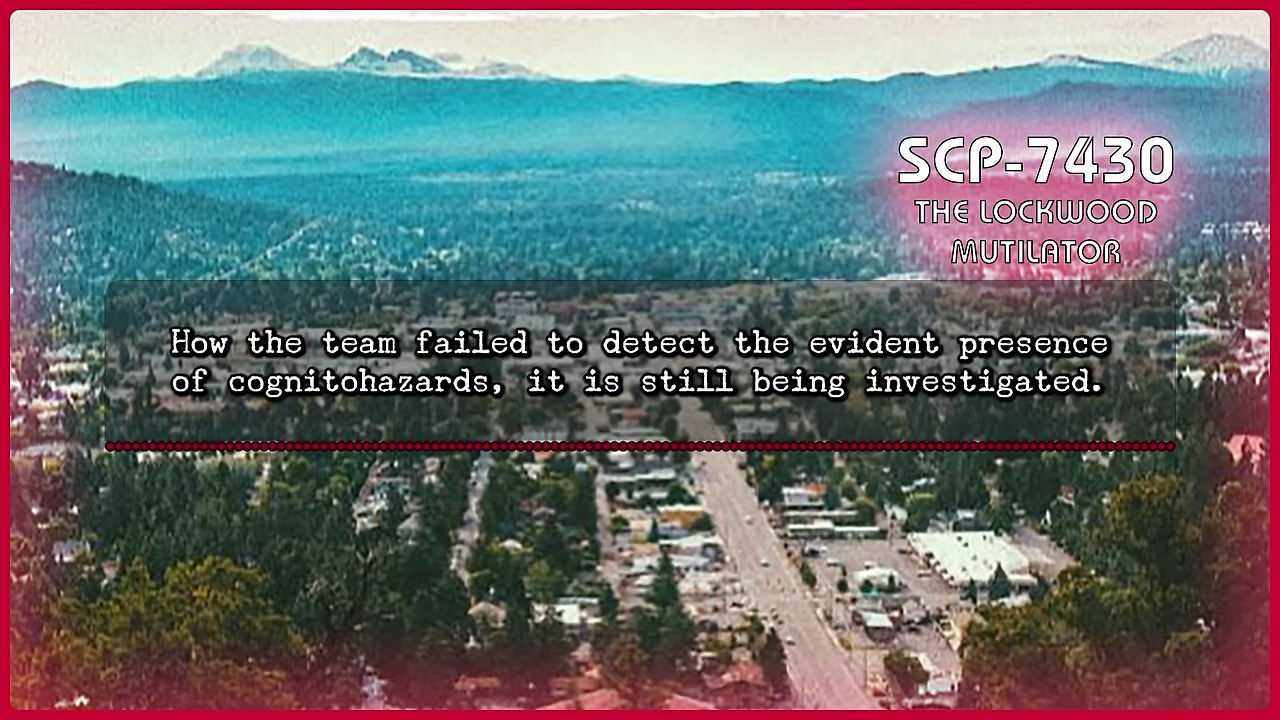 SCP-7430
THE LOCKWOOD
MUTILATOR
How the team failed to detect the evident presence
of cognitohazards, it is still being investigated.